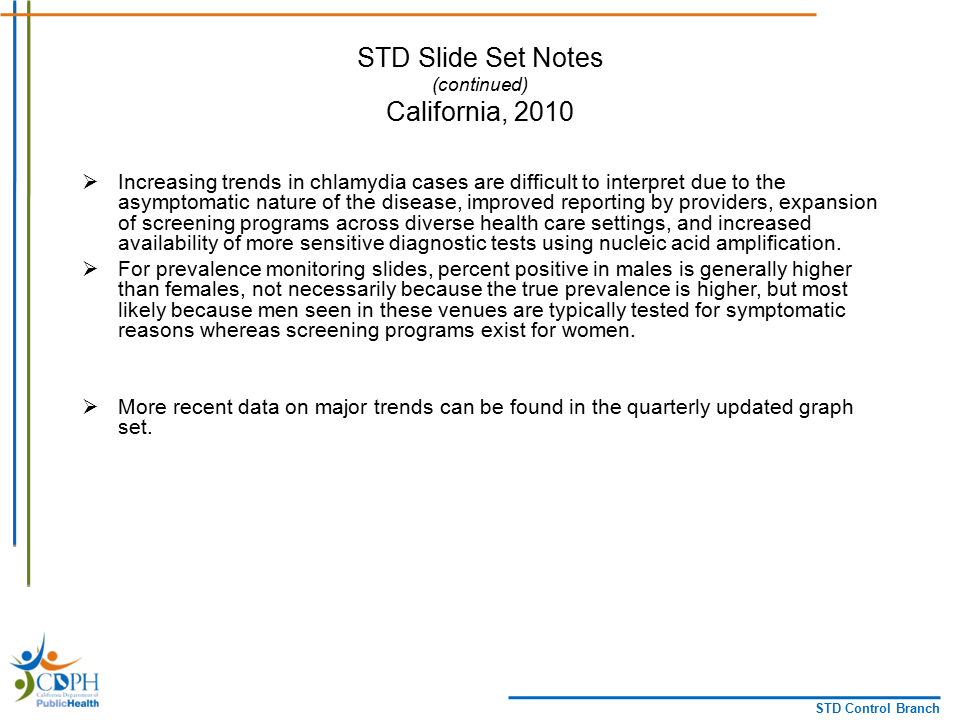 STD Slide Set Notes
(continued)
California, 2010
➢ Increasing trends in chlamydia cases are difficult to interpret due to the
asymptomatic nature of the disease, improved reporting by providers, expansion
of screening programs across diverse health care settings, and increased
availability of more sensitive diagnostic tests using nucleic acid amplification.
➢ For prevalence monitoring slides, percent positive in males is generally higher
than females, not necessarily because the true prevalence is higher, but most
likely because men seen in these venues are typically tested for symptomatic
reasons whereas screening programs exist for women.
➢ More recent data on major trends can be found in the quarterly updated graph
set.
CDPH
California Department of
PublicHealth
STD Control Branch